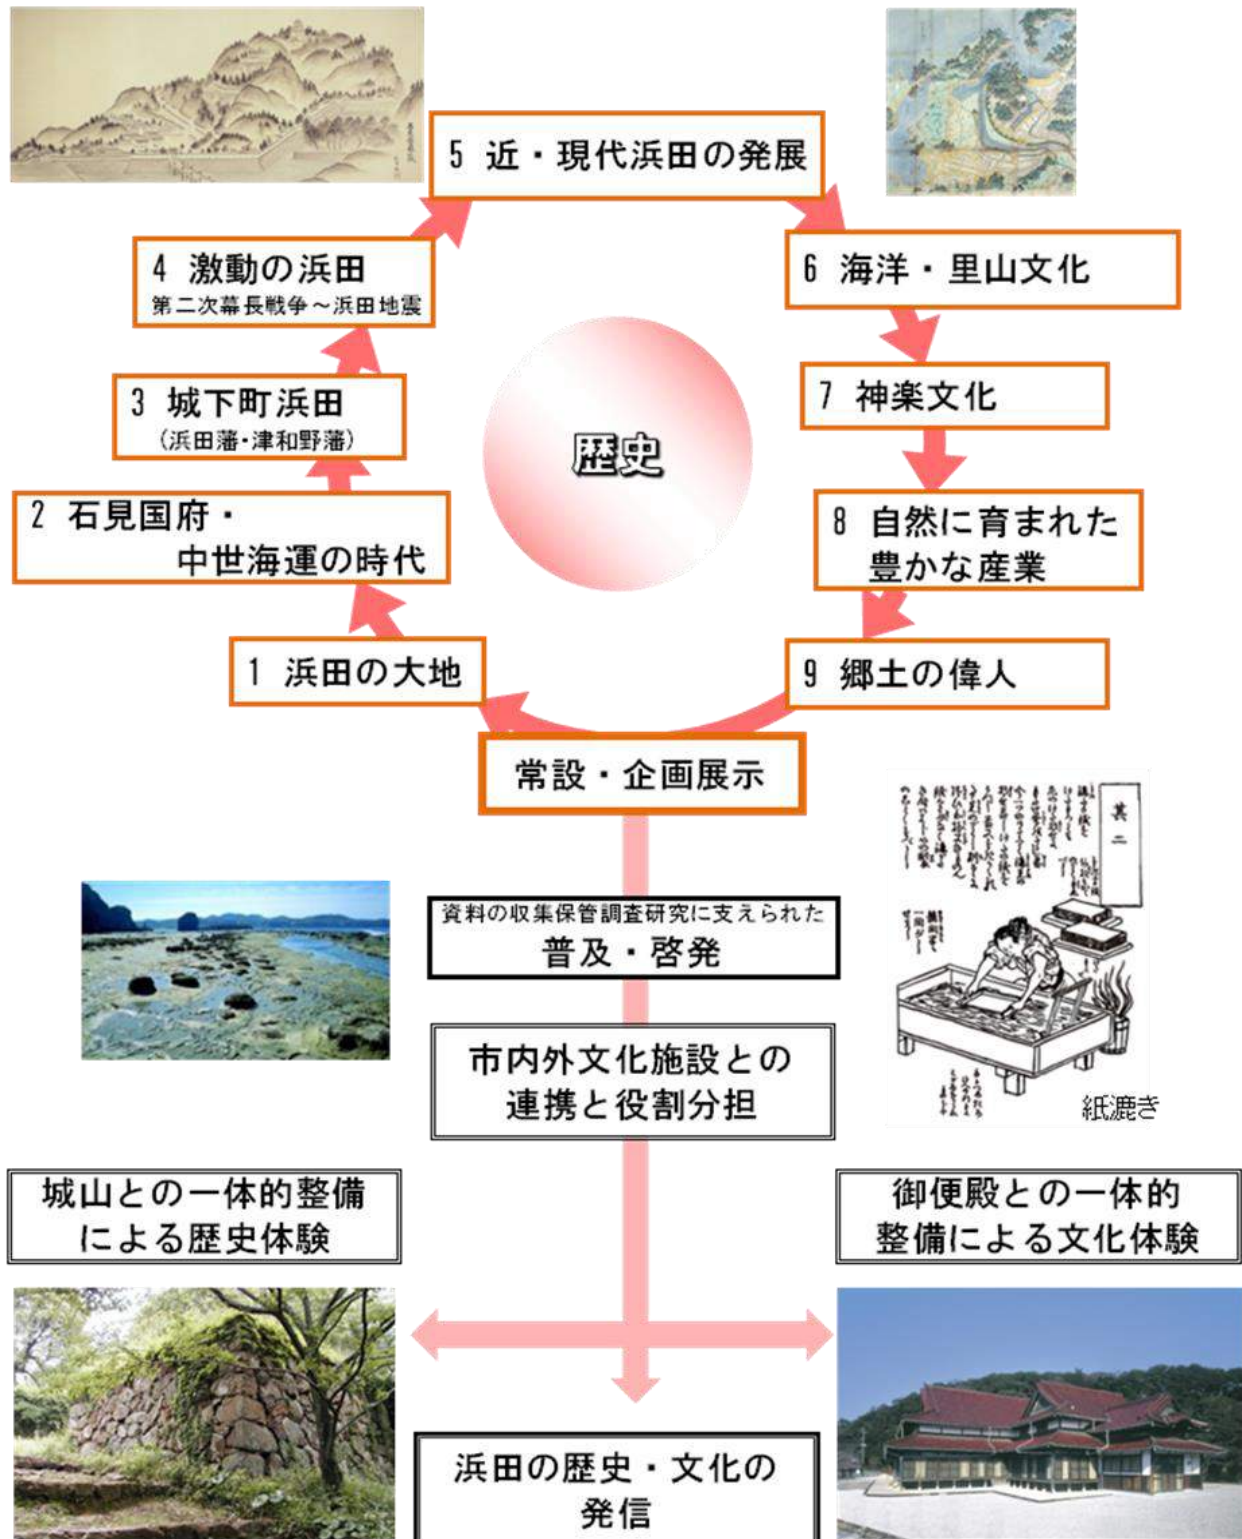 5 近・現代浜田の発展
4 激動の浜田
第二次幕長戦争～浜田地震
6 海洋・里山文化
3 城下町浜田
(浜田藩・津和野藩)
7 神楽文化
歴史
2 石見国府・
中世海運の時代
8 自然に育まれた
豊かな産業
1 浜田の大地
9 郷土の偉人
常設・企画展示
其二
資料の収集保管調査研究に支えられた
普及・啓発
市内外文化施設との
連携と役割分担
紙漉き
城山との一体的整備
による歴史体験
御便殿との一体的
整備による文化体験
浜田の歴史・文化の
発信